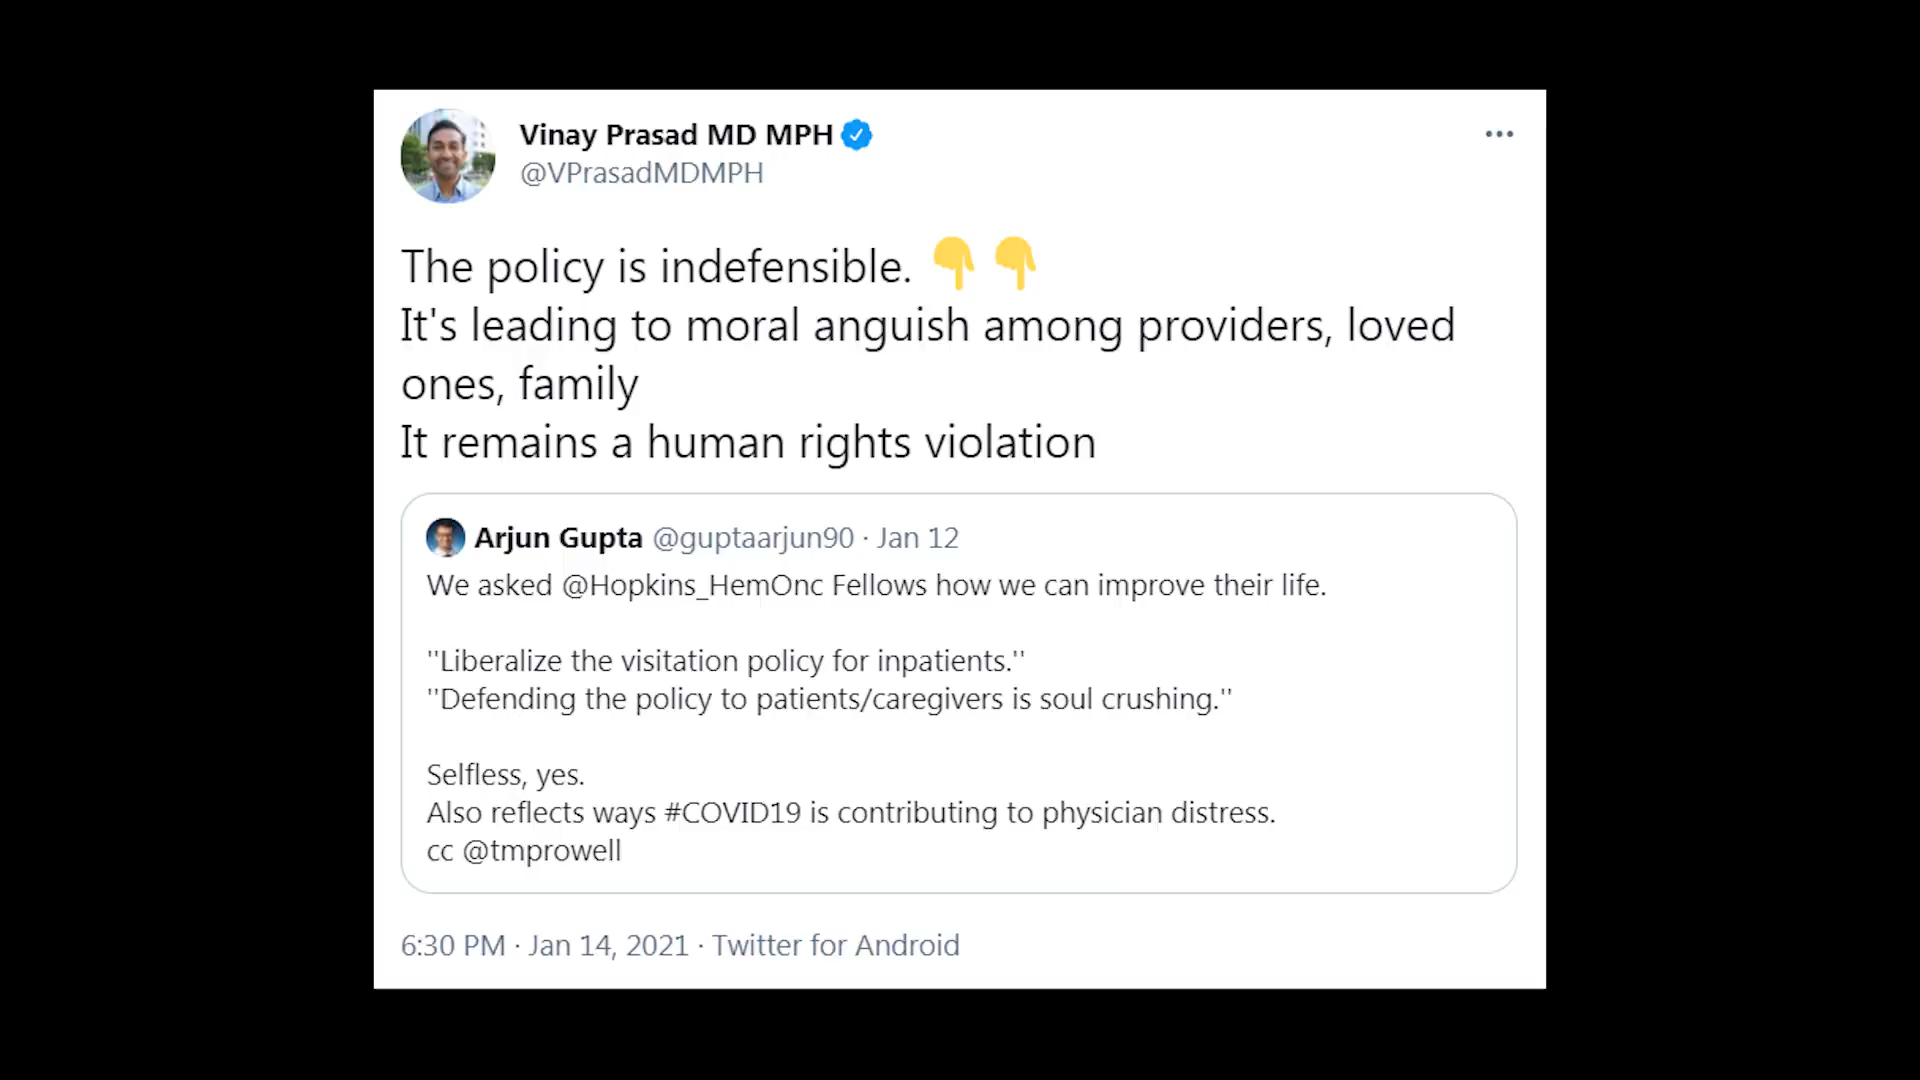 Vinay Prasad MD MPH
@VPrasadMDMPH
The policy is indefensible. 👇👇
It's leading to moral anguish among providers, loved
ones, family
It remains a human rights violation
Arjun Gupta @guptaarjun90 · Jan 12
We asked @Hopkins_HemOnc Fellows how we can improve their life.
"Liberalize the visitation policy for inpatients."
"Defending the policy to patients/caregivers is soul crushing."
Selfless, yes.
Also reflects ways #COVID19 is contributing to physician distress.
cc @tmprowell
6:30 PM · Jan 14, 2021 · Twitter for Android